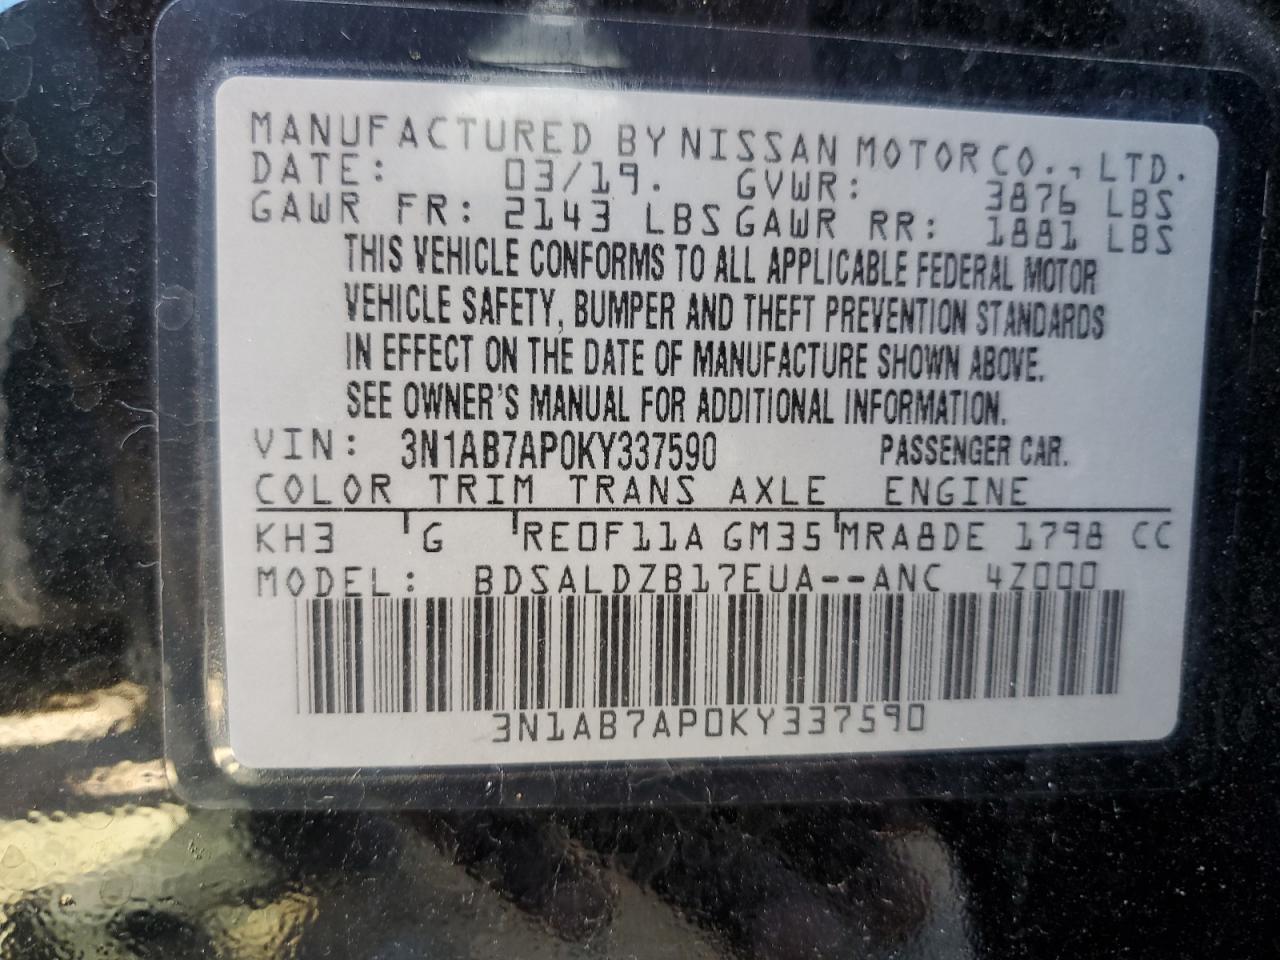 MANUFACTURED BY NISSAN MOTOR CO., LTD.
DATE: 03/19. GVWR: 3876 LBS
GAWR FR: 2143 LBS GAWR RR: 1881 LBS
THIS VEHICLE CONFORMS TO ALL APPLICABLE FEDERAL MOTOR
VEHICLE SAFETY, BUMPER AND THEFT PREVENTION STANDARDS
IN EFFECT ON THE DATE OF MANUFACTURE SHOWN ABOVE.
SEE OWNER'S MANUAL FOR ADDITIONAL INFORMATION.
VIN: 3N1AB7AP0KY337590 PASSENGER CAR.
COLOR TRIM TRANS AXLE ENGINE
KH3 G RE0F11A GM35 MRA8DE 1798 CC
MODEL: BDSALDZB17EUA--ANC 4Z000
3N1AB7AP0KY337590